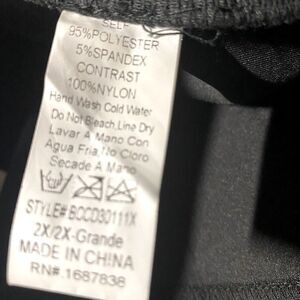 SELF
95%POLYESTER
5%SPANDEX
CONTRAST
100%NYLON
Hand Wash Cold Water
Do Not Bleach,Line Dry
Lavar A Mano Con
Agua Fria,No Cloro
Secade A Mano
STYLE#:BCCD30111X
2X/2X-Grande
MADE IN CHINA
RN#.1687838